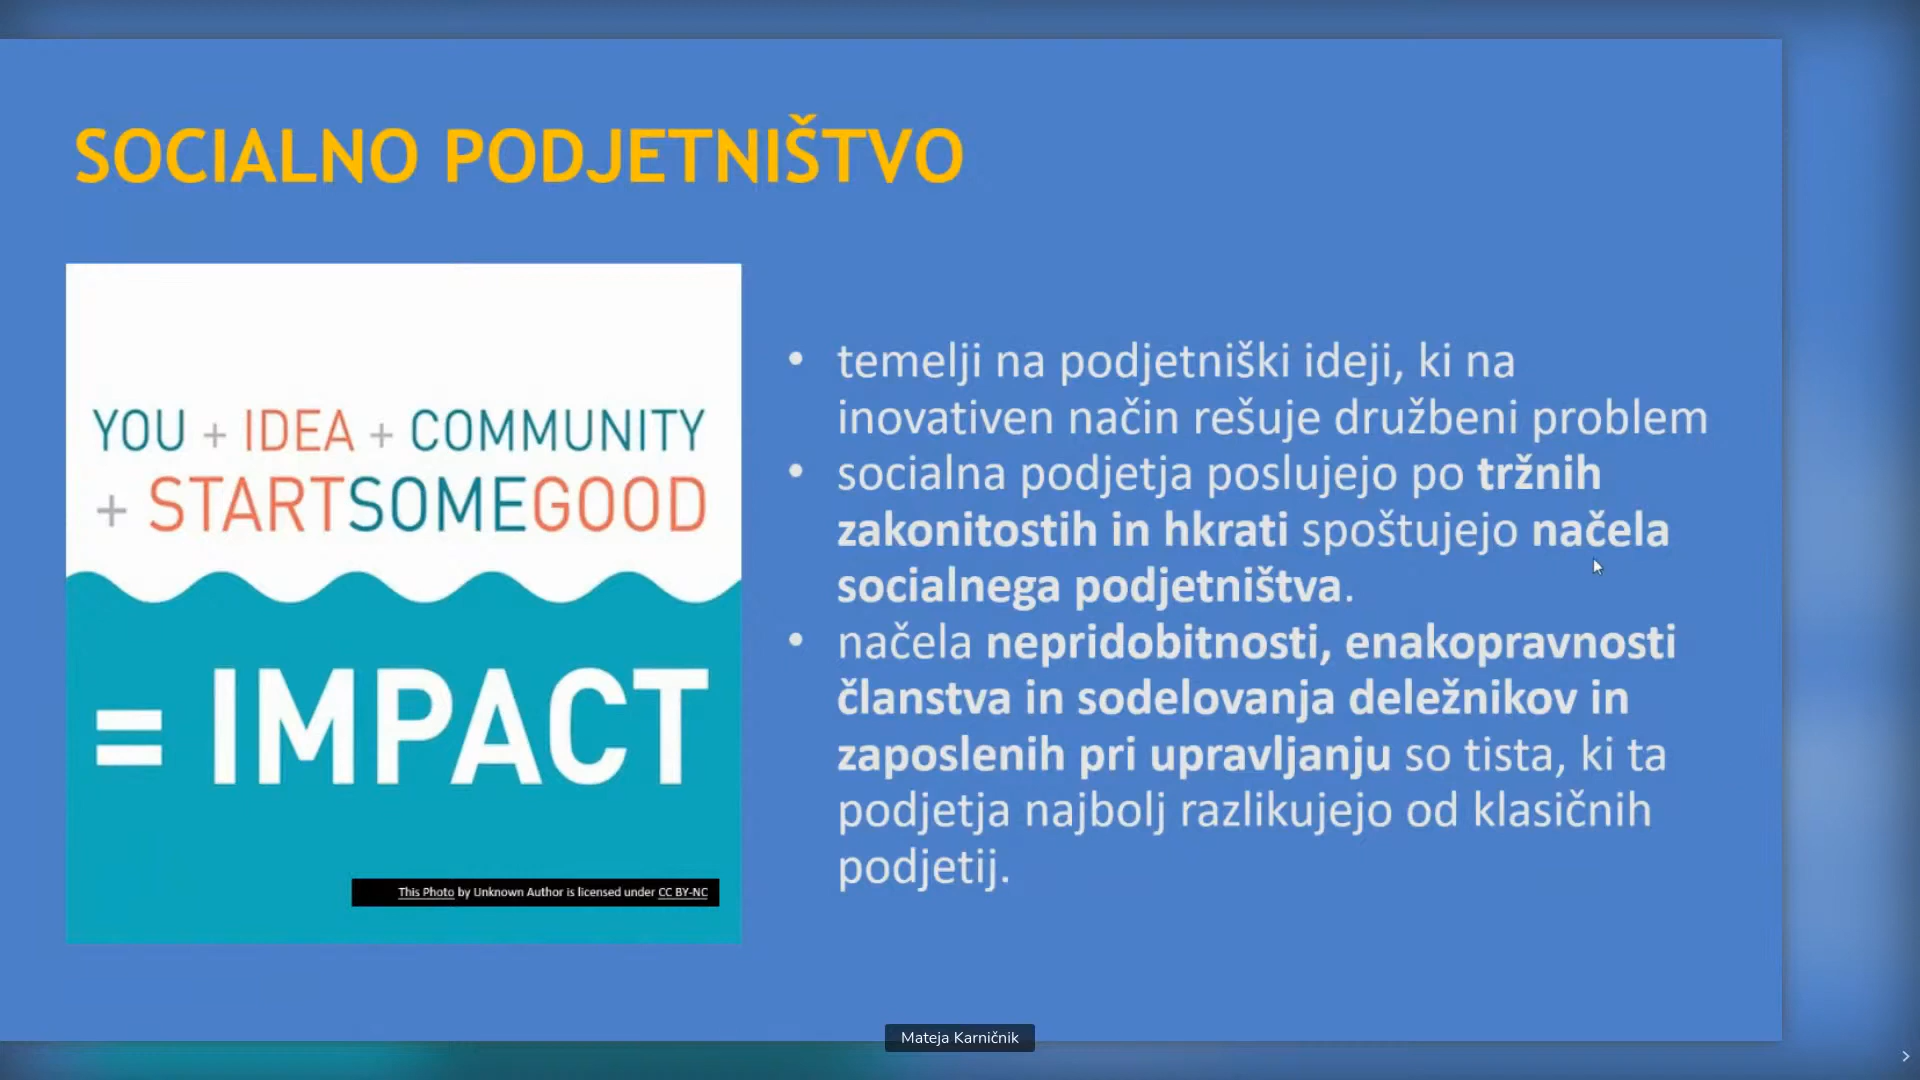 SOCIALNO PODJETNIŠTVO
YOU + IDEA + COMMUNITY
+ STARTSOMEGOOD
= IMPACT
This Photo by Unknown Author is licensed under CC BY-NC
• temelji na podjetniški ideji, ki na
inovativen način rešuje družbeni problem
• socialna podjetja poslujejo po tržnih
zakonitostih in hkrati spoštujejo načela
socialnega podjetništva.
• načela nepridobitnosti, enakopravnosti
članstva in sodelovanja deležnikov in
zaposlenih pri upravljanju so tista, ki ta
podjetja najbolj razlikujejo od klasičnih
podjetij.
Mateja Karničnik